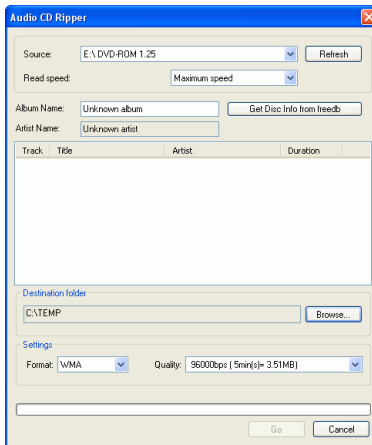 Audio CD Ripper
Source: E:\ DVD-ROM 1.25 Refresh
Read speed: Maximum speed
Album Name: Unknown album Get Disc Info from freedb
Artist Name: Unknown artist
Track Title Artist Duration
Destination folder
C:\TEMP Browse...
Settings
Format: WMA Quality: 96000bps ( 5min(s)= 3.51MB)
Go Cancel